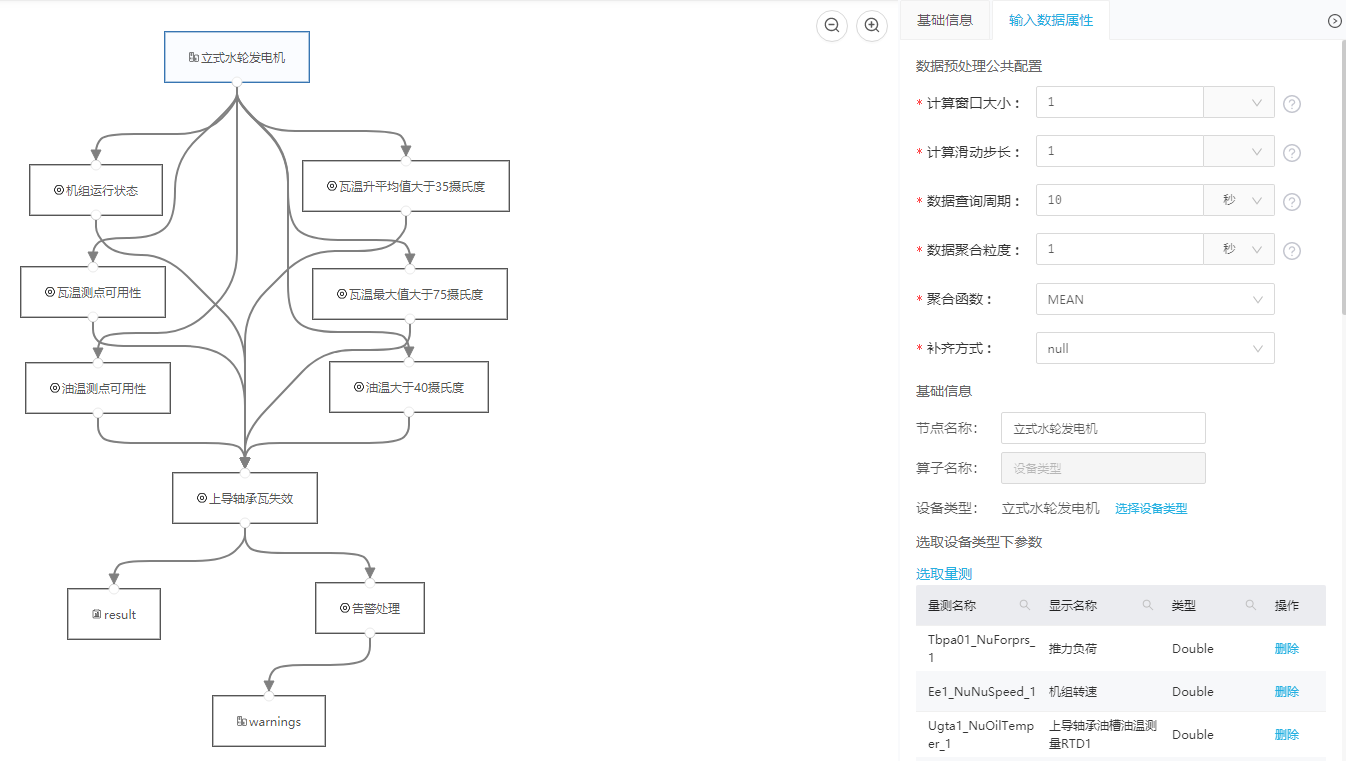 立式水轮发电机
机组运行状态
瓦温升平均值大于35摄氏度
瓦温测点可用性
瓦温最大值大于75摄氏度
油温测点可用性
油温大于40摄氏度
上导轴承瓦失效
result
告警处理
warnings
基础信息
输入数据属性
数据预处理公共配置
* 计算窗口大小： 1
* 计算滑动步长： 1
* 数据查询周期： 10 秒
* 数据聚合粒度： 1 秒
* 聚合函数： MEAN
* 补齐方式： null
基础信息
节点名称： 立式水轮发电机
算子名称： 设备类型
设备类型： 立式水轮发电机 选择设备类型
选取设备类型下参数
选取量测
量测名称 显示名称 类型 操作
Tbpa01_NuForprs_
1
推力负荷 Double 删除
Ee1_NuNuSpeed_1 机组转速 Double 删除
Ugta1_NuOilTemp
er_1
上导轴承油槽油温测
量RTD1
Double 删除